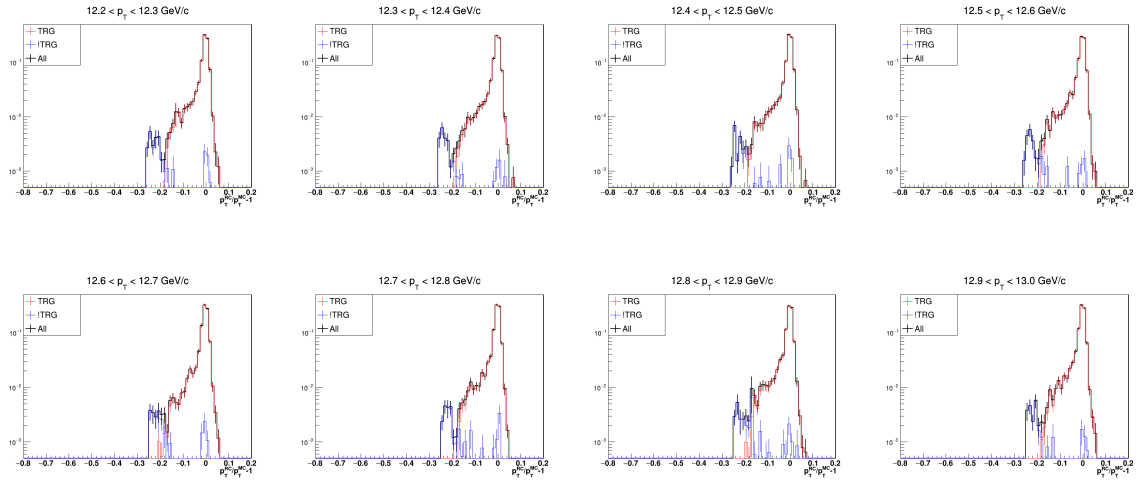 12.2 < p_T < 12.3 GeV/c
TRG
!TRG
All
10⁻¹
10⁻²
10⁻³
−0.8 −0.7 −0.6 −0.5 −0.4 −0.3 −0.2 −0.1 0 0.1 0.2
p_T^RC/p_T^MC-1
12.3 < p_T < 12.4 GeV/c
TRG
!TRG
All
10⁻¹
10⁻²
10⁻³
−0.8 −0.7 −0.6 −0.5 −0.4 −0.3 −0.2 −0.1 0 0.1 0.2
p_T^RC/p_T^MC-1
12.4 < p_T < 12.5 GeV/c
TRG
!TRG
All
10⁻¹
10⁻²
10⁻³
−0.8 −0.7 −0.6 −0.5 −0.4 −0.3 −0.2 −0.1 0 0.1 0.2
p_T^RC/p_T^MC-1
12.5 < p_T < 12.6 GeV/c
TRG
!TRG
All
10⁻¹
10⁻²
10⁻³
−0.8 −0.7 −0.6 −0.5 −0.4 −0.3 −0.2 −0.1 0 0.1 0.2
p_T^RC/p_T^MC-1
12.6 < p_T < 12.7 GeV/c
TRG
!TRG
All
10⁻¹
10⁻²
10⁻³
−0.8 −0.7 −0.6 −0.5 −0.4 −0.3 −0.2 −0.1 0 0.1 0.2
p_T^RC/p_T^MC-1
12.7 < p_T < 12.8 GeV/c
TRG
!TRG
All
10⁻¹
10⁻²
10⁻³
−0.8 −0.7 −0.6 −0.5 −0.4 −0.3 −0.2 −0.1 0 0.1 0.2
p_T^RC/p_T^MC-1
12.8 < p_T < 12.9 GeV/c
TRG
!TRG
All
10⁻¹
10⁻²
10⁻³
−0.8 −0.7 −0.6 −0.5 −0.4 −0.3 −0.2 −0.1 0 0.1 0.2
p_T^RC/p_T^MC-1
12.9 < p_T < 13.0 GeV/c
TRG
!TRG
All
10⁻¹
10⁻²
10⁻³
−0.8 −0.7 −0.6 −0.5 −0.4 −0.3 −0.2 −0.1 0 0.1 0.2
p_T^RC/p_T^MC-1